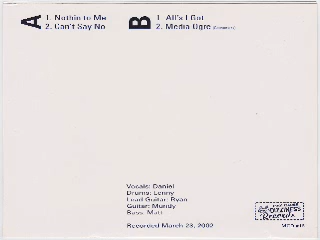 A
1. Nothin to Me
2. Can't Say No
B
1. All's I Got
2. Media Ogre
Vocals: Daniel
Drums: Lenny
Lead Guitar: Ryan
Guitar: Mundy
Bass: Matt
Recorded March 23, 2002
Records